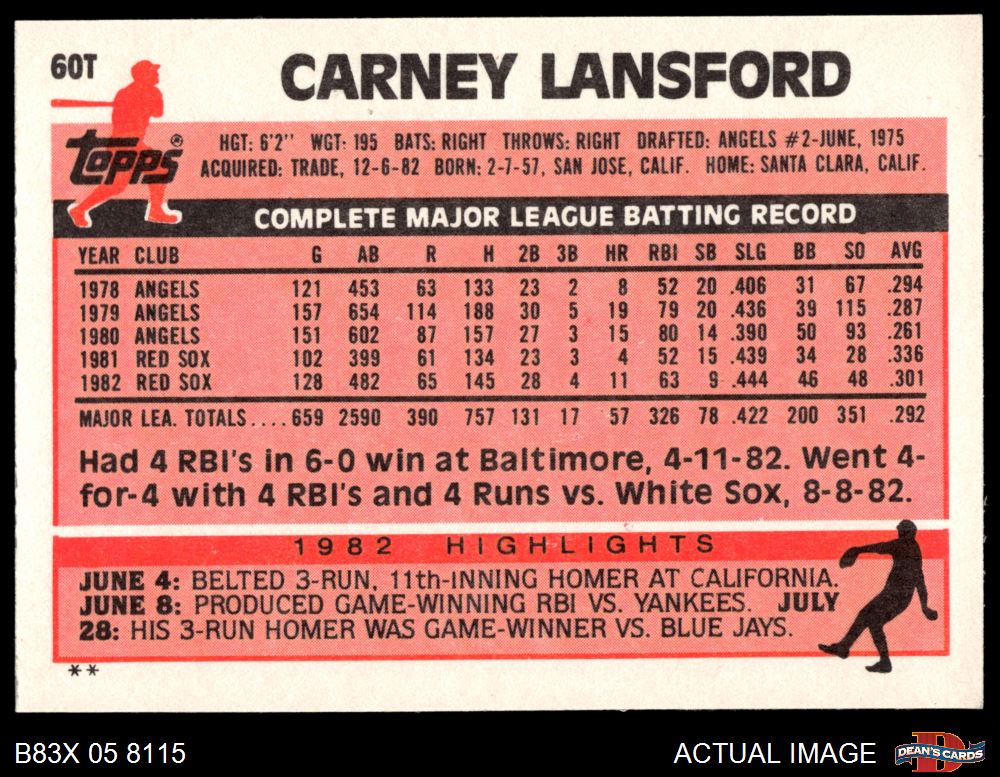 60T
CARNEY LANSFORD
topps®
HGT: 6'2'' WGT: 195 BATS: RIGHT THROWS: RIGHT DRAFTED: ANGELS #2-JUNE, 1975
ACQUIRED: TRADE, 12-6-82 BORN: 2-7-57, SAN JOSE, CALIF. HOME: SANTA CLARA, CALIF.
COMPLETE MAJOR LEAGUE BATTING RECORD
YEAR CLUB G AB R H 2B 3B HR RBI SB SLG BB SO AVG
1978 ANGELS 121 453 63 133 23 2 8 52 20 .406 31 67 .294
1979 ANGELS 157 654 114 188 30 5 19 79 20 .436 39 115 .287
1980 ANGELS 151 602 87 157 27 3 15 80 14 .390 50 93 .261
1981 RED SOX 102 399 61 134 23 3 4 52 15 .439 34 28 .336
1982 RED SOX 128 482 65 145 28 4 11 63 9 .444 46 48 .301
MAJOR LEA. TOTALS.... 659 2590 390 757 131 17 57 326 78 .422 200 351 .292
Had 4 RBI's in 6-0 win at Baltimore, 4-11-82. Went 4-
for-4 with 4 RBI's and 4 Runs vs. White Sox, 8-8-82.
1982 HIGHLIGHTS
JUNE 4: BELTED 3-RUN, 11th-INNING HOMER AT CALIFORNIA.
JUNE 8: PRODUCED GAME-WINNING RBI VS. YANKEES. JULY
28: HIS 3-RUN HOMER WAS GAME-WINNER VS. BLUE JAYS.
**
B83X 05 8115
ACTUAL IMAGE
D
DEAN'S CARDS